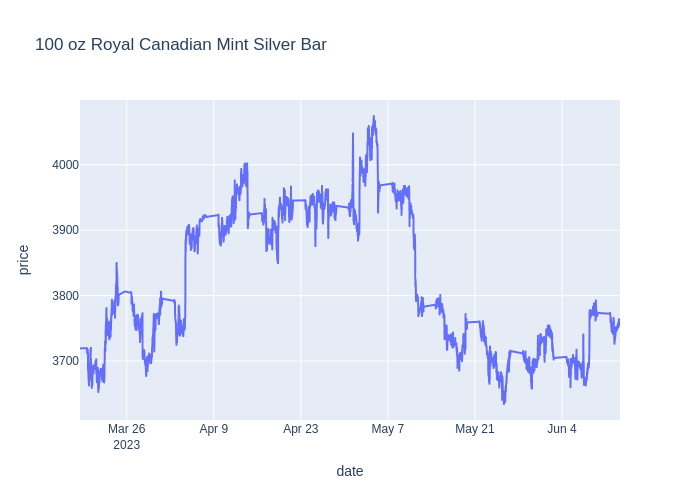 100 oz Royal Canadian Mint Silver Bar
price
4000
3900
3800
3700
Mar 26
2023
Apr 9
Apr 23
May 7
May 21
Jun 4
date